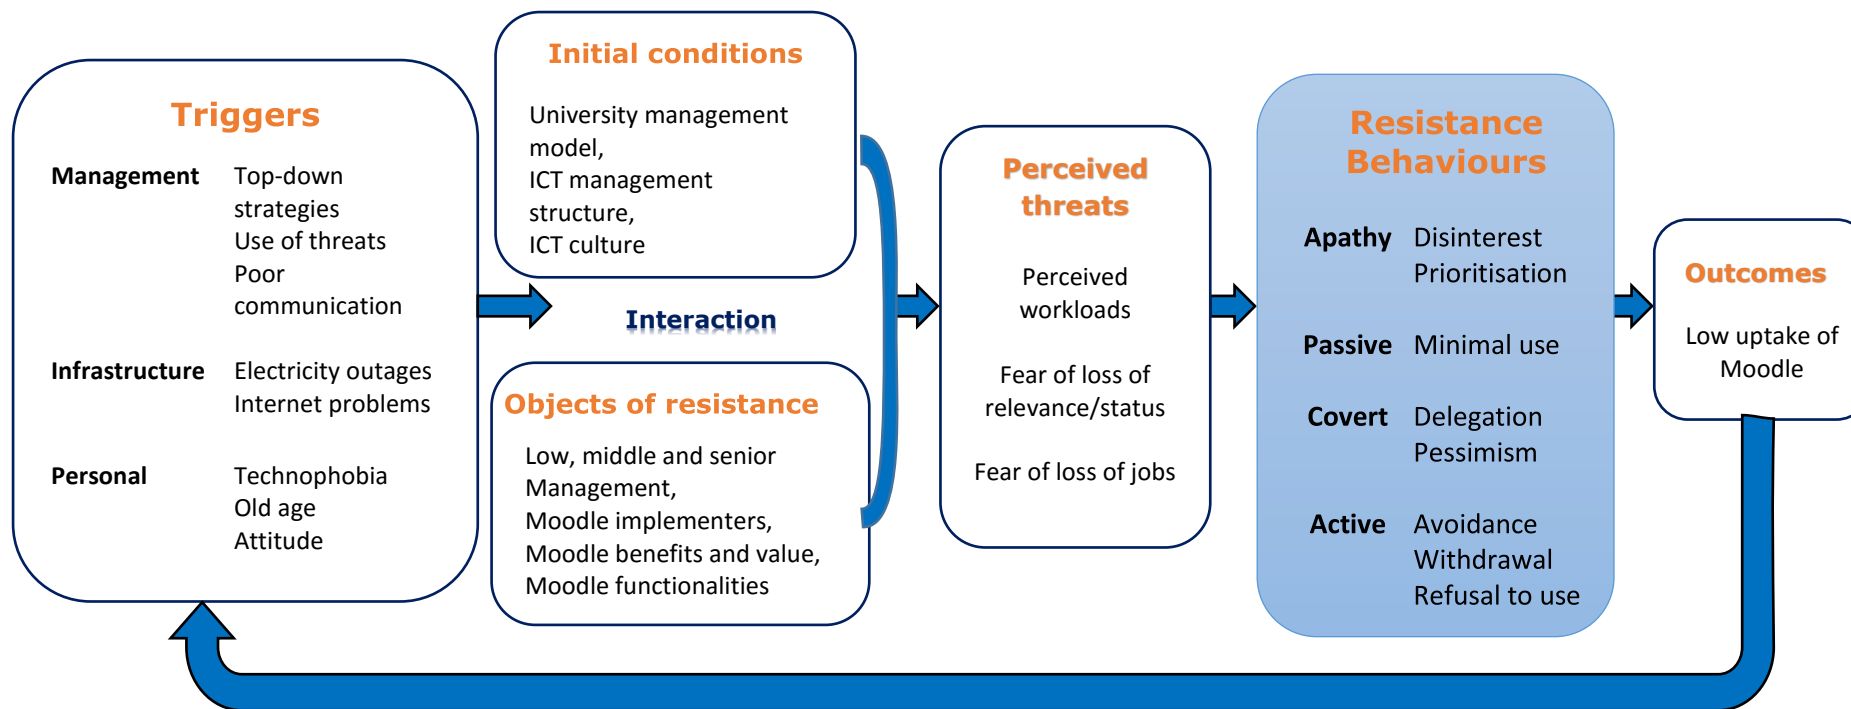 Triggers
Management Top-down
strategies
Use of threats
Poor
communication
Infrastructure Electricity outages
Internet problems
Personal Technophobia
Old age
Attitude
Initial conditions
University management
model,
ICT management
structure,
ICT culture
Interaction
Objects of resistance
Low, middle and senior
Management,
Moodle implementers,
Moodle benefits and value,
Moodle functionalities
Perceived
threats
Perceived
workloads
Fear of loss of
relevance/status
Fear of loss of jobs
Resistance
Behaviours
Apathy Disinterest
Prioritisation
Passive Minimal use
Covert Delegation
Pessimism
Active Avoidance
Withdrawal
Refusal to use
Outcomes
Low uptake of
Moodle